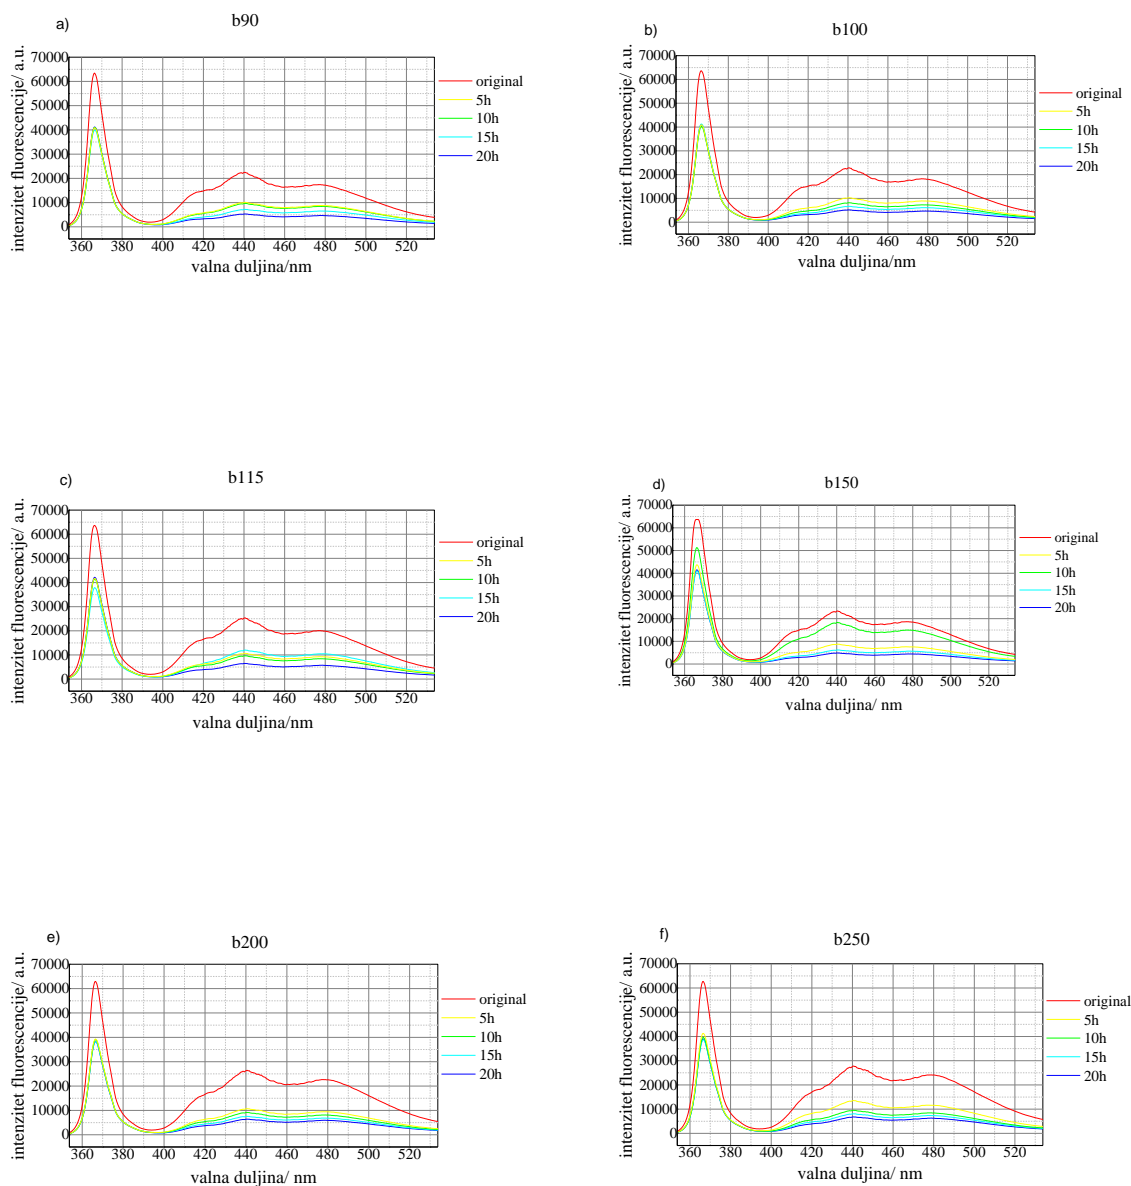 a)
b90
intenzitet fluorescencije/ a.u.
70000
60000
50000
40000
30000
20000
10000
0
360 380 400 420 440 460 480 500 520
valna duljina/nm
original
5h
10h
15h
20h
b)
b100
intenzitet fluorescencije/ a.u.
70000
60000
50000
40000
30000
20000
10000
0
360 380 400 420 440 460 480 500 520
valna duljina/nm
original
5h
10h
15h
20h
c)
b115
intenzitet fluorescencije/ a.u.
70000
60000
50000
40000
30000
20000
10000
0
360 380 400 420 440 460 480 500 520
valna duljina/nm
original
5h
10h
15h
20h
d)
b150
intenzitet fluorescencije/ a.u.
70000
60000
50000
40000
30000
20000
10000
0
360 380 400 420 440 460 480 500 520
valna duljina/ nm
original
5h
10h
15h
20h
e)
b200
intenzitet fluorescencije/ a.u.
70000
60000
50000
40000
30000
20000
10000
0
360 380 400 420 440 460 480 500 520
valna duljina/ nm
original
5h
10h
15h
20h
f)
b250
intenzitet fluorescencije/ a.u.
70000
60000
50000
40000
30000
20000
10000
0
360 380 400 420 440 460 480 500 520
valna duljina/ nm
original
5h
10h
15h
20h